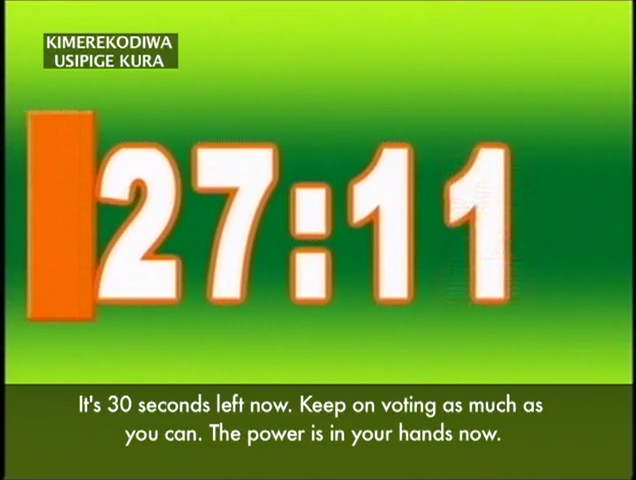 KIMEREKODIWA
USIPIGE KURA
27:11
It's 30 seconds left now. Keep on voting as much as
you can. The power is in your hands now.